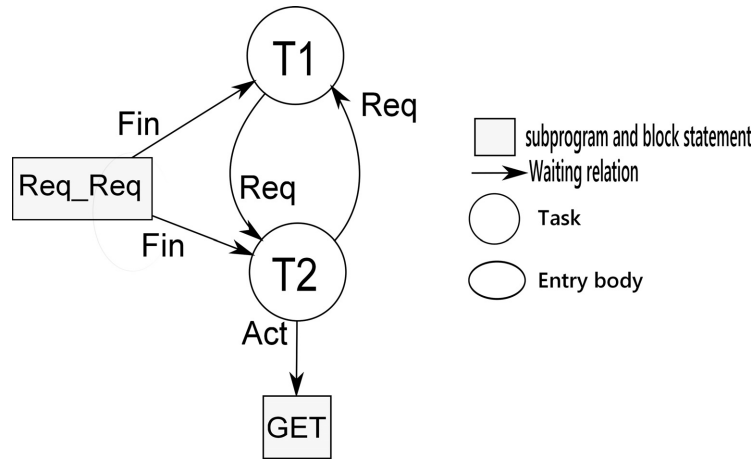 T1
Fin
Req
Req_Req
Req
Fin
T2
Act
GET
subprogram and block statement
Waiting relation
Task
Entry body